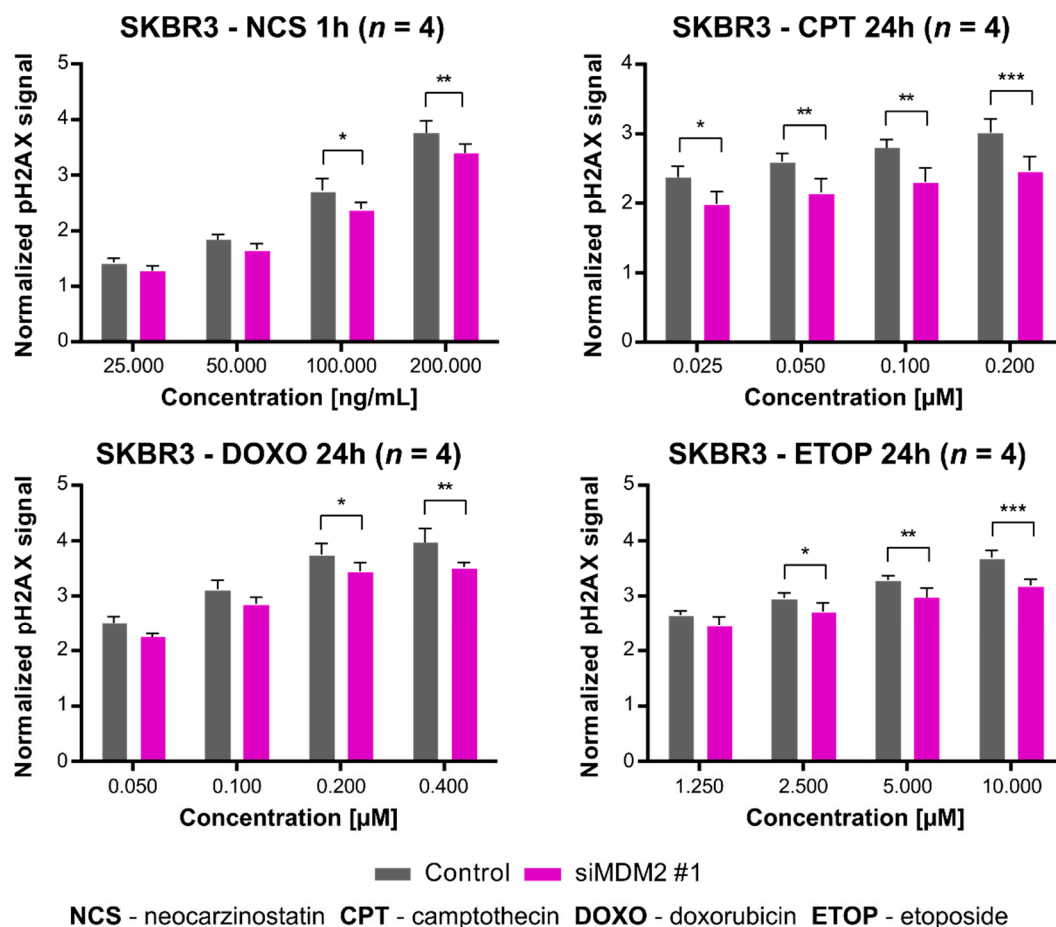 SKBR3 - NCS 1h (n = 4)
Normalized pH2AX signal
5
4
3
2
1
0
*
**
25.000 50.000 100.000 200.000
Concentration [ng/mL]
SKBR3 - CPT 24h (n = 4)
Normalized pH2AX signal
4
3
2
1
0
*
**
**
***
0.025 0.050 0.100 0.200
Concentration [µM]
SKBR3 - DOXO 24h (n = 4)
Normalized pH2AX signal
5
4
3
2
1
0
*
**
0.050 0.100 0.200 0.400
Concentration [µM]
SKBR3 - ETOP 24h (n = 4)
Normalized pH2AX signal
5
4
3
2
1
0
*
**
***
1.250 2.500 5.000 10.000
Concentration [µM]
Control siMDM2 #1
NCS - neocarzinostatin CPT - camptothecin DOXO - doxorubicin ETOP - etoposide